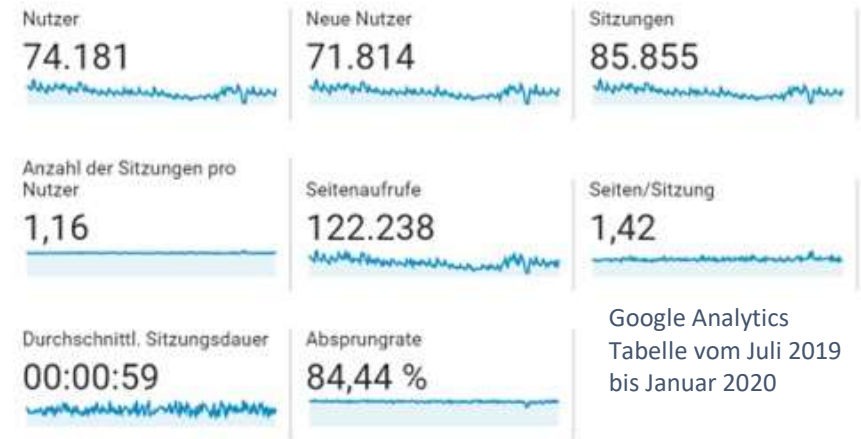 Nutzer
74.181
Neue Nutzer
71.814
Sitzungen
85.855
Anzahl der Sitzungen pro
Nutzer
1,16
Seitenaufrufe
122.238
Seiten/Sitzung
1,42
Durchschnittl. Sitzungsdauer
00:00:59
Absprungrate
84,44 %
Google Analytics
Tabelle vom Juli 2019
bis Januar 2020